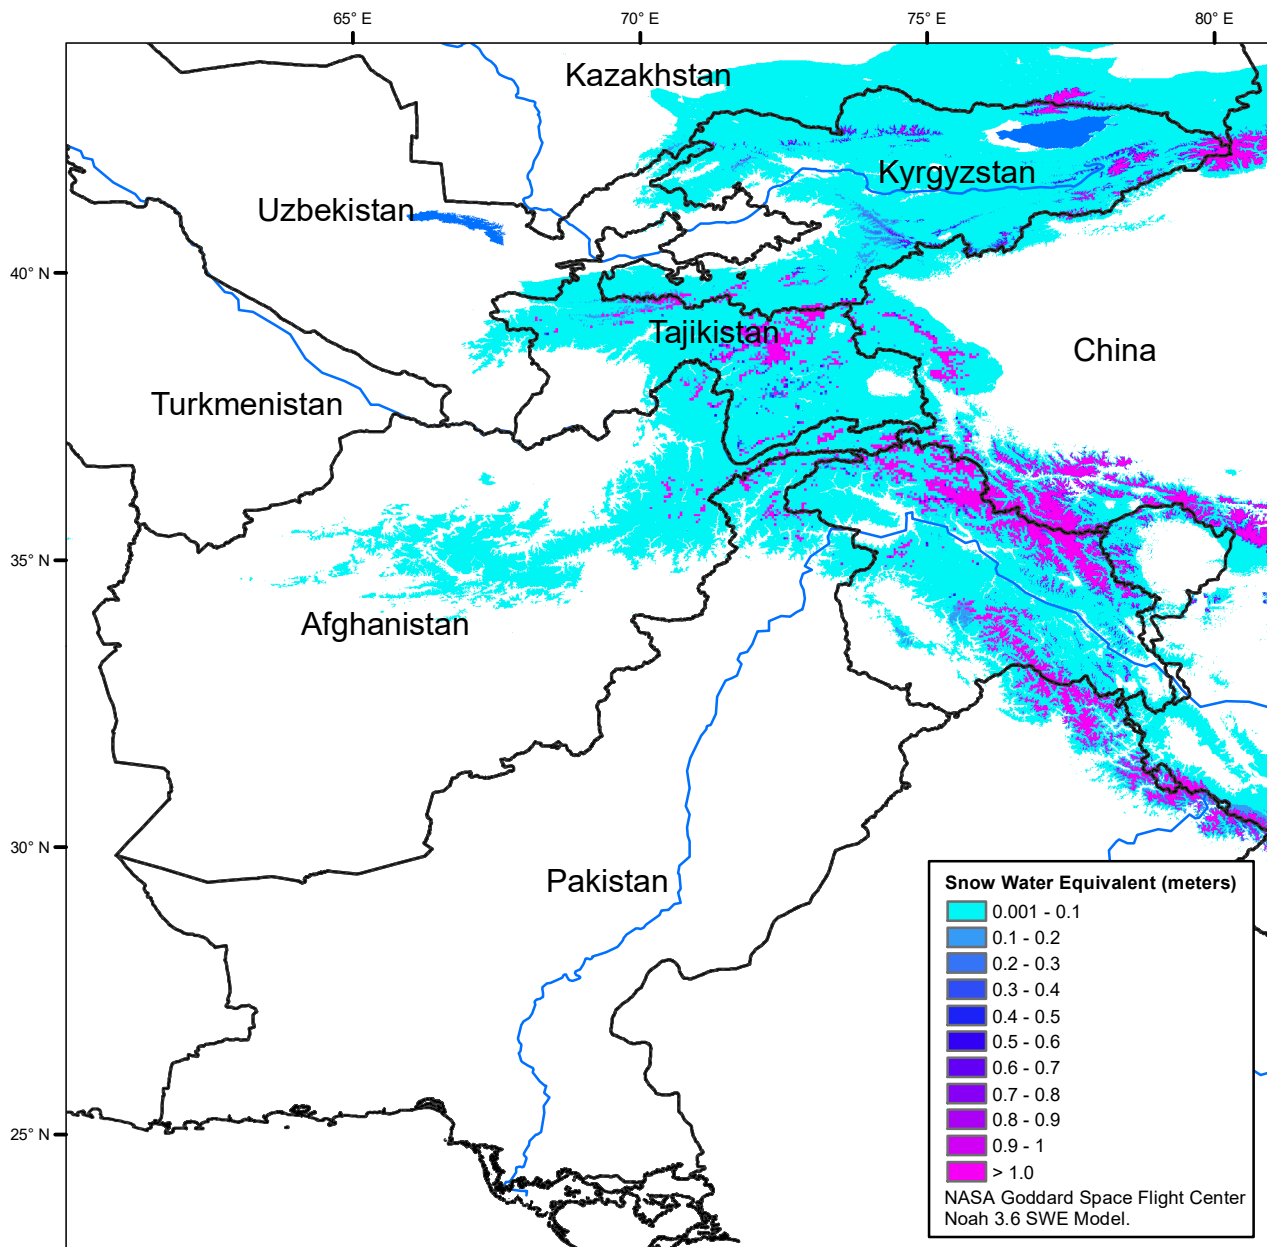 65° E
70° E
75° E
80° E
Kazakhstan
Kyrgyzstan
Uzbekistan
40° N
Tajikistan
China
Turkmenistan
35° N
Afghanistan
30° N
Pakistan
25° N
Snow Water Equivalent (meters)
0.001 - 0.1
0.1 - 0.2
0.2 - 0.3
0.3 - 0.4
0.4 - 0.5
0.5 - 0.6
0.6 - 0.7
0.7 - 0.8
0.8 - 0.9
0.9 - 1
> 1.0
NASA Goddard Space Flight Center
Noah 3.6 SWE Model.